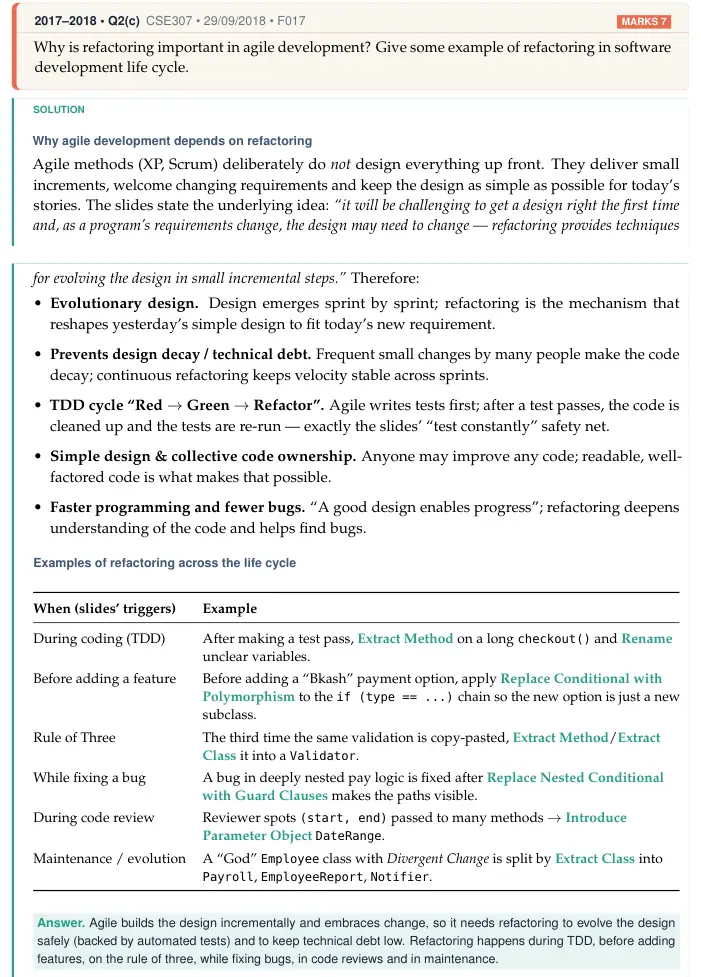 2017–2018 • Q2(c) CSE307 • 29/09/2018 • F017
MARKS 7
Why is refactoring important in agile development? Give some example of refactoring in software
development life cycle.
SOLUTION
Why agile development depends on refactoring
Agile methods (XP, Scrum) deliberately do not design everything up front. They deliver small
increments, welcome changing requirements and keep the design as simple as possible for today’s
stories. The slides state the underlying idea: “it will be challenging to get a design right the first time
and, as a program’s requirements change, the design may need to change — refactoring provides techniques
for evolving the design in small incremental steps.” Therefore:
• Evolutionary design. Design emerges sprint by sprint; refactoring is the mechanism that
reshapes yesterday’s simple design to fit today’s new requirement.
• Prevents design decay / technical debt. Frequent small changes by many people make the code
decay; continuous refactoring keeps velocity stable across sprints.
• TDD cycle “Red → Green → Refactor”. Agile writes tests first; after a test passes, the code is
cleaned up and the tests are re-run — exactly the slides’ “test constantly” safety net.
• Simple design & collective code ownership. Anyone may improve any code; readable, well-
factored code is what makes that possible.
• Faster programming and fewer bugs. “A good design enables progress”; refactoring deepens
understanding of the code and helps find bugs.
Examples of refactoring across the life cycle
When (slides’ triggers) Example
During coding (TDD) After making a test pass, Extract Method on a long checkout() and Rename
unclear variables.
Before adding a feature Before adding a “Bkash” payment option, apply Replace Conditional with
Polymorphism to the if (type == ...) chain so the new option is just a new
subclass.
Rule of Three The third time the same validation is copy-pasted, Extract Method/Extract
Class it into a Validator.
While fixing a bug A bug in deeply nested pay logic is fixed after Replace Nested Conditional
with Guard Clauses makes the paths visible.
During code review Reviewer spots (start, end) passed to many methods → Introduce
Parameter Object DateRange.
Maintenance / evolution A “God” Employee class with Divergent Change is split by Extract Class into
Payroll, EmployeeReport, Notifier.
Answer. Agile builds the design incrementally and embraces change, so it needs refactoring to evolve the design
safely (backed by automated tests) and to keep technical debt low. Refactoring happens during TDD, before adding
features, on the rule of three, while fixing bugs, in code reviews and in maintenance.